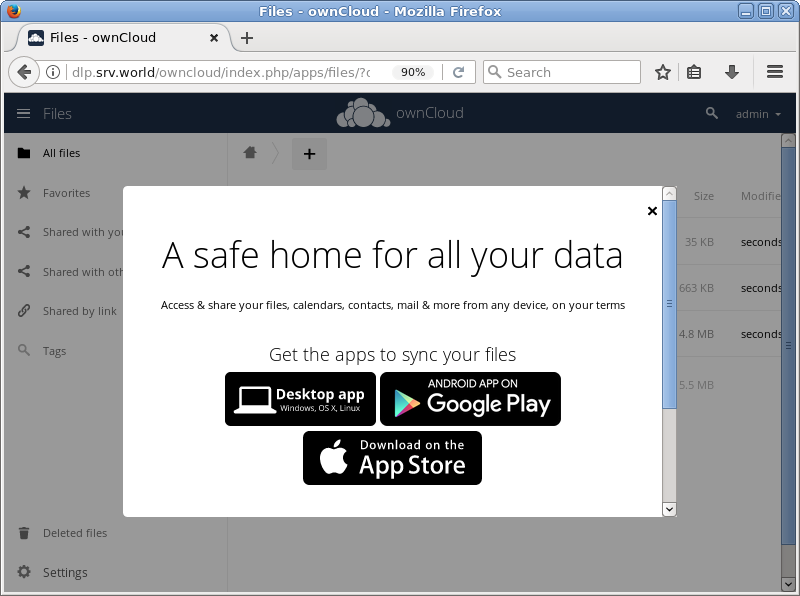 Files - ownCloud - Mozilla Firefox
Files - ownCloud
dlp.srv.world/owncloud/index.php/apps/files/?c
90%
Search
Files
ownCloud
admin
All files
Favorites
Shared with you
Shared with oth
Shared by link
Tags
Deleted files
Settings
Size Modifie
35 KB seconds
663 KB seconds
4.8 MB seconds
5.5 MB
A safe home for all your data
Access & share your files, calendars, contacts, mail & more from any device, on your terms
Get the apps to sync your files
Desktop app
Windows, OS X, Linux
ANDROID APP ON
Google Play
Download on the
App Store